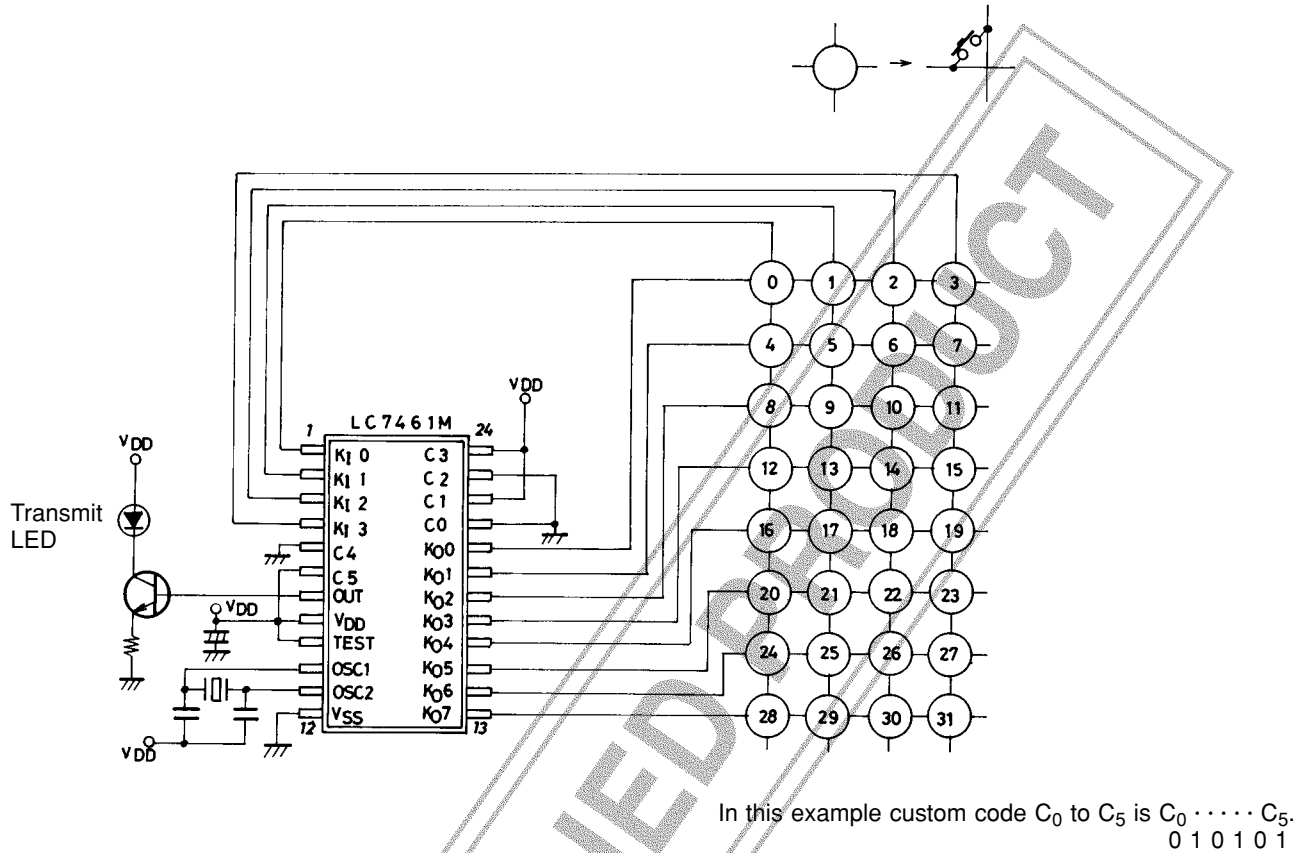 VDD
1 LC7461M 24
VDD
Transmit
LED
KI 0
KI 1
KI 2
KI 3
C4
C5
OUT
VDD
TEST
OSC1
OSC2
VSS
12
C3
C2
C1
C0
KO0
KO1
KO2
KO3
KO4
KO5
KO6
KO7
13
VDD
VDD
0 1 2 3
4 5 6 7
8 9 10 11
12 13 14 15
16 17 18 19
20 21 22 23
24 25 26 27
28 29 30 31
In this example custom code C0 to C5 is C0 · · · · · C5.
0 1 0 1 0 1
PRODUCT